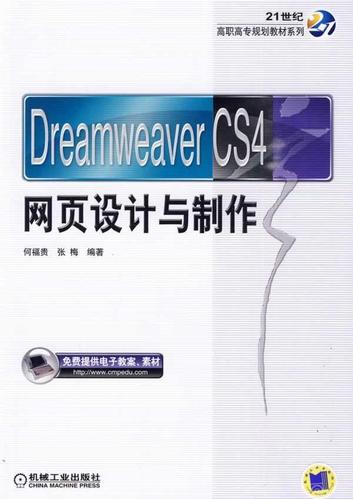 21世纪
高职高专规划教材系列
21
Dreamweaver CS4
网页设计与制作
何福贵 张梅 编著
免费提供电子教案、素材
http://www.cmpedu.com
机械工业出版社
CHINA MACHINE PRESS